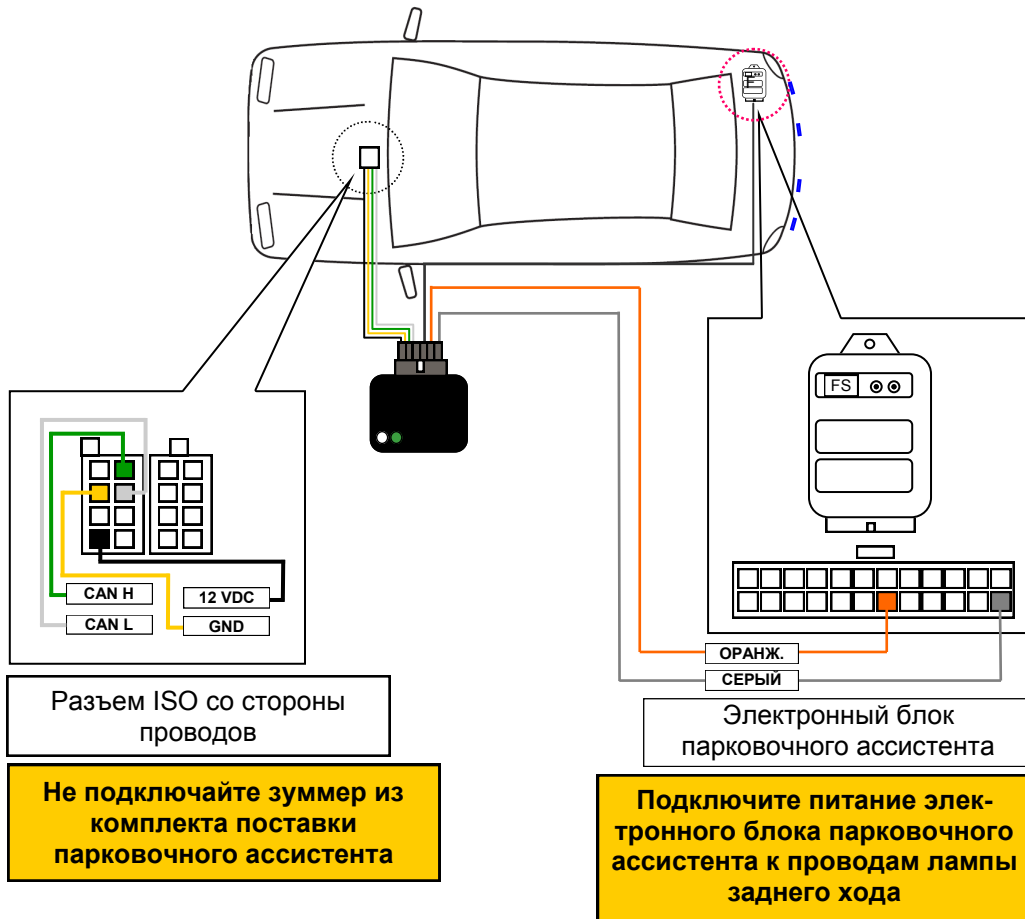 FS
CAN H
12 VDC
CAN L
GND
ОРАНЖ.
СЕРЫЙ
Разъем ISO со стороны
проводов
Электронный блок
парковочного ассистента
Не подключайте зуммер из
комплекта поставки
парковочного ассистента
Подключите питание элек-
тронного блока парковочного
ассистента к проводам лампы
заднего хода